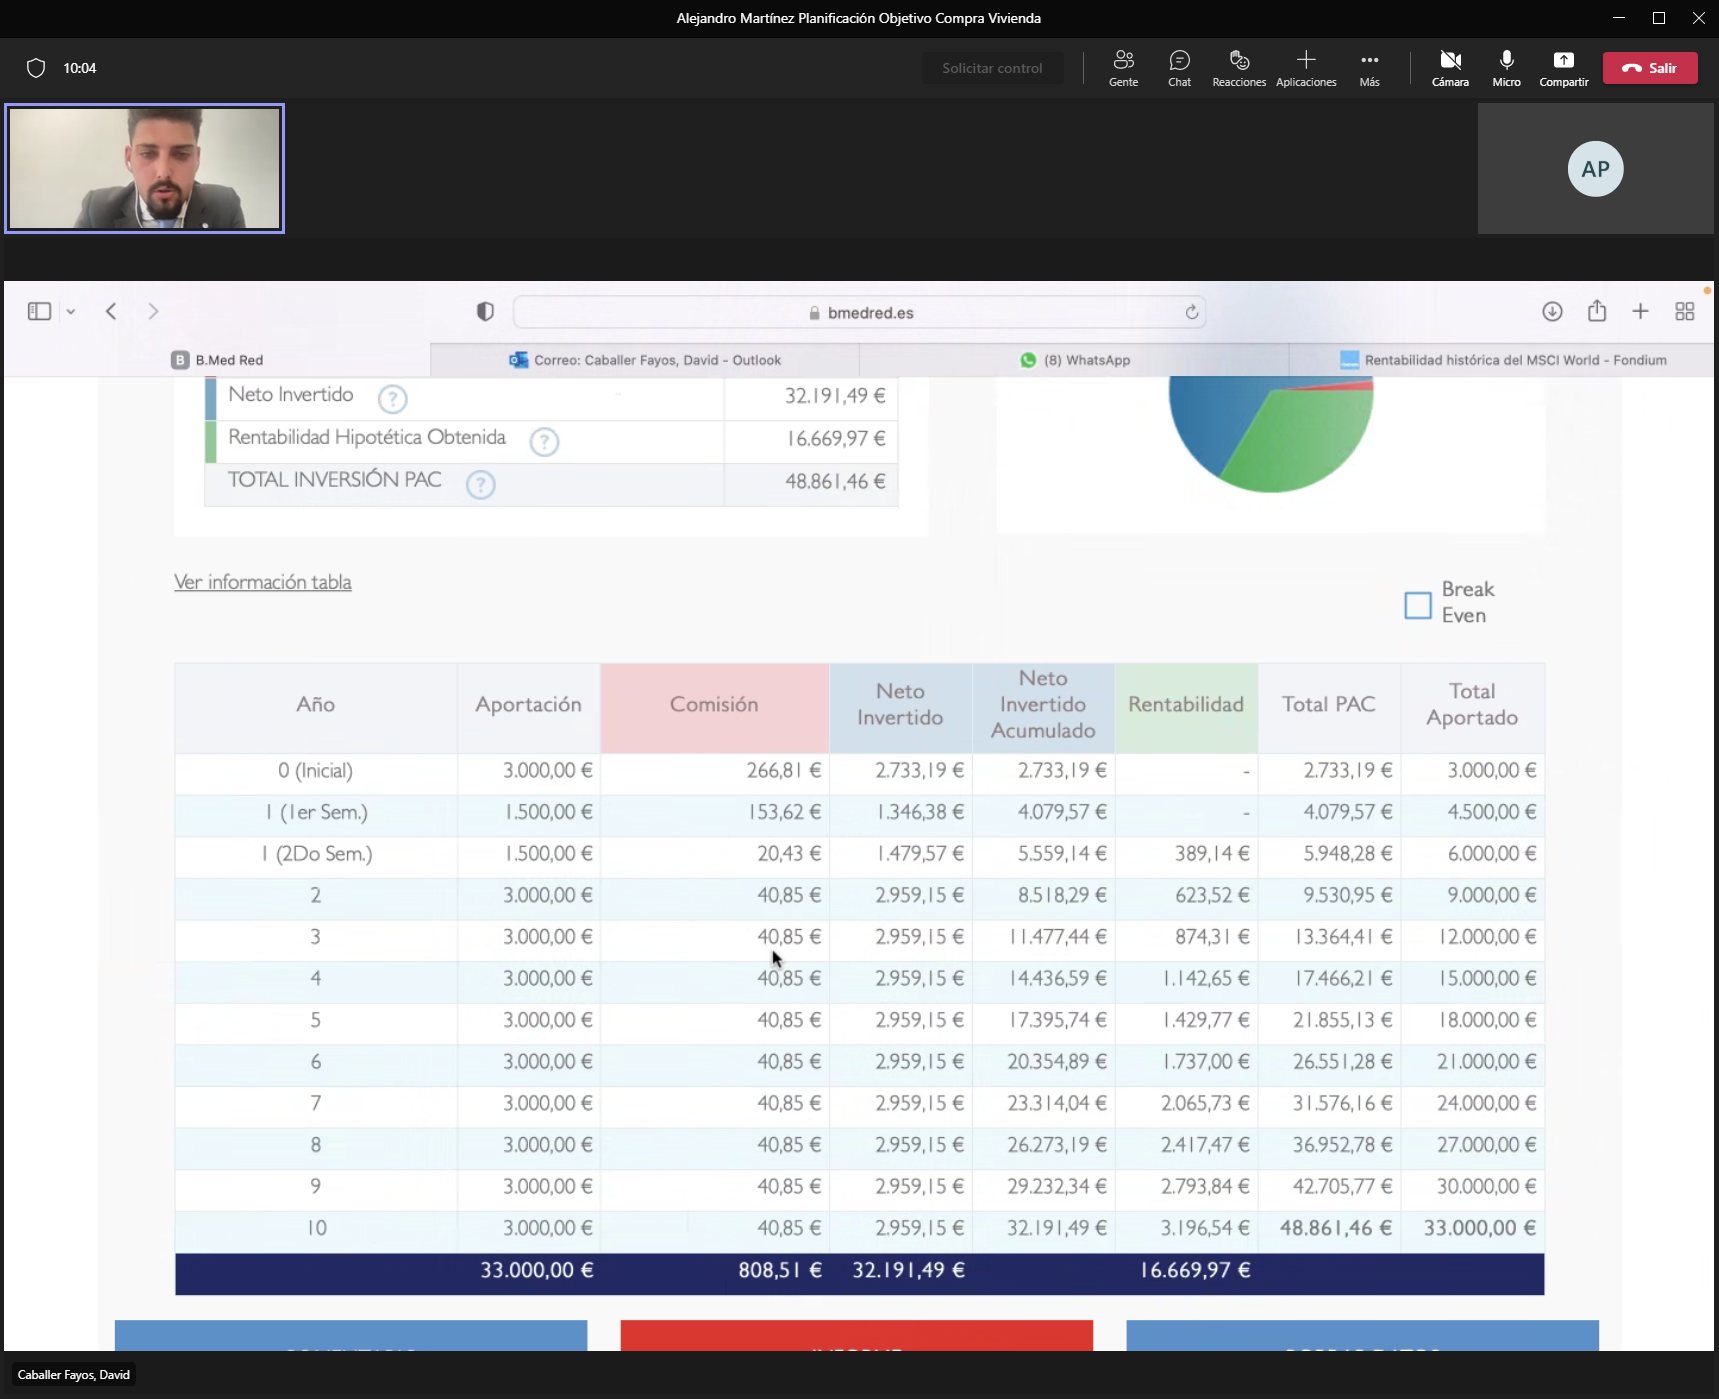 Alejandro Martínez Planificación Objetivo Compra Vivienda
10:04
Solicitar control
Gente
Chat
Reacciones
Aplicaciones
Más
Cámara
Micro
Compartir
Salir
AP
bmedred.es
B B.Med Red
Correo: Caballer Fayos, David - Outlook
(8) WhatsApp
Rentabilidad histórica del MSCI World - Fondium
Neto Invertido ? 32.191,49 €
Rentabilidad Hipotética Obtenida ? 16.669,97 €
TOTAL INVERSIÓN PAC ? 48.861,46 €
Ver información tabla
Break
Even
Año Aportación Comisión Neto Invertido Neto Invertido Acumulado Rentabilidad Total PAC Total Aportado
0 (Inicial) 3.000,00 € 266,81 € 2.733,19 € 2.733,19 € - 2.733,19 € 3.000,00 €
1 (1er Sem.) 1.500,00 € 153,62 € 1.346,38 € 4.079,57 € - 4.079,57 € 4.500,00 €
1 (2Do Sem.) 1.500,00 € 20,43 € 1.479,57 € 5.559,14 € 389,14 € 5.948,28 € 6.000,00 €
2 3.000,00 € 40,85 € 2.959,15 € 8.518,29 € 623,52 € 9.530,95 € 9.000,00 €
3 3.000,00 € 40,85 € 2.959,15 € 11.477,44 € 874,31 € 13.364,41 € 12.000,00 €
4 3.000,00 € 40,85 € 2.959,15 € 14.436,59 € 1.142,65 € 17.466,21 € 15.000,00 €
5 3.000,00 € 40,85 € 2.959,15 € 17.395,74 € 1.429,77 € 21.855,13 € 18.000,00 €
6 3.000,00 € 40,85 € 2.959,15 € 20.354,89 € 1.737,00 € 26.551,28 € 21.000,00 €
7 3.000,00 € 40,85 € 2.959,15 € 23.314,04 € 2.065,73 € 31.576,16 € 24.000,00 €
8 3.000,00 € 40,85 € 2.959,15 € 26.273,19 € 2.417,47 € 36.952,78 € 27.000,00 €
9 3.000,00 € 40,85 € 2.959,15 € 29.232,34 € 2.793,84 € 42.705,77 € 30.000,00 €
10 3.000,00 € 40,85 € 2.959,15 € 32.191,49 € 3.196,54 € 48.861,46 € 33.000,00 €
33.000,00 € 808,51 € 32.191,49 € 16.669,97 €
Caballer Fayos, David